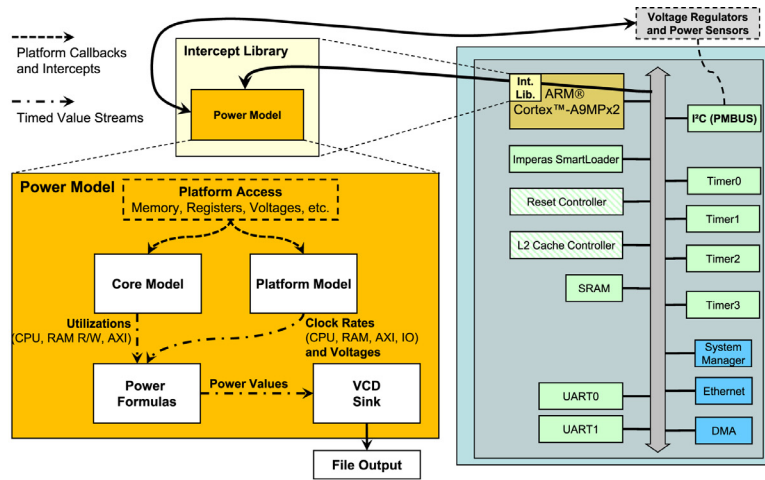 Platform Callbacks
and Intercepts
Timed Value Streams
Intercept Library
Power Model
Voltage Regulators
and Power Sensors
Int.
Lib.
ARM®
Cortex™-A9MPx2
I²C (PMBUS)
Imperas SmartLoader
Reset Controller
L2 Cache Controller
SRAM
UART0
UART1
Timer0
Timer1
Timer2
Timer3
System
Manager
Ethernet
DMA
Power Model
Platform Access
Memory, Registers, Voltages, etc.
Core Model
Platform Model
Utilizations
(CPU, RAM R/W, AXI)
Clock Rates
(CPU, RAM, AXI, IO)
and Voltages
Power
Formulas
Power Values
VCD
Sink
File Output